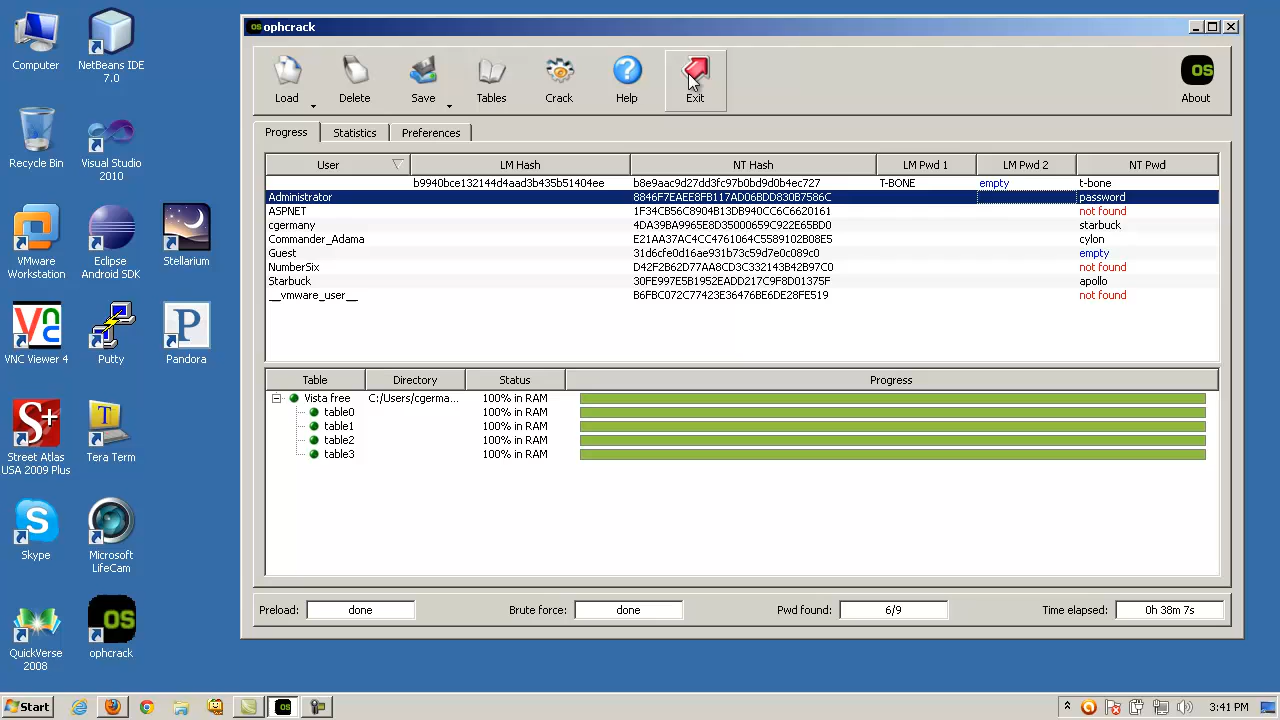 Computer
NetBeans IDE
7.0
Recycle Bin
Visual Studio
2010
VMware
Workstation
Eclipse
Android SDK
Stellarium
VNC Viewer 4
Putty
Pandora
Street Atlas
USA 2009 Plus
Tera Term
Skype
Microsoft
LifeCam
QuickVerse
2008
ophcrack
OS ophcrack
Load Delete Save Tables Crack Help Exit OS About
Progress Statistics Preferences
User LM Hash NT Hash LM Pwd 1 LM Pwd 2 NT Pwd
b9940bce132144d4aad3b435b51404ee b8e9aac9d27dd3fc97b0bd9d0b4ec727 T-BONE empty t-bone
Administrator 8846F7EAEE8FB117AD06BDD830B7586C password
ASPNET 1F34CB56C8904B13DB940CC6C6620161 not found
cgermany 4DA39BA9965E8D35000659C922E65BD0 starbuck
Commander_Adama E21AA37AC4CC4761064C5589102B08E5 cylon
Guest 31d6cfe0d16ae931b73c59d7e0c089c0 empty
NumberSix D42F2B62D77AA8CD3C332143B42B97C0 not found
Starbuck 30FE997E5B1952EADD217C9F8D01375F apollo
__vmware_user__ B6FBC072C77423E36476BE6DE28FE519 not found
Table Directory Status Progress
Vista free C:/Users/cgerma... 100% in RAM
table0 100% in RAM
table1 100% in RAM
table2 100% in RAM
table3 100% in RAM
Preload: done Brute force: done Pwd found: 6/9 Time elapsed: 0h 38m 7s
Start 3:41 PM